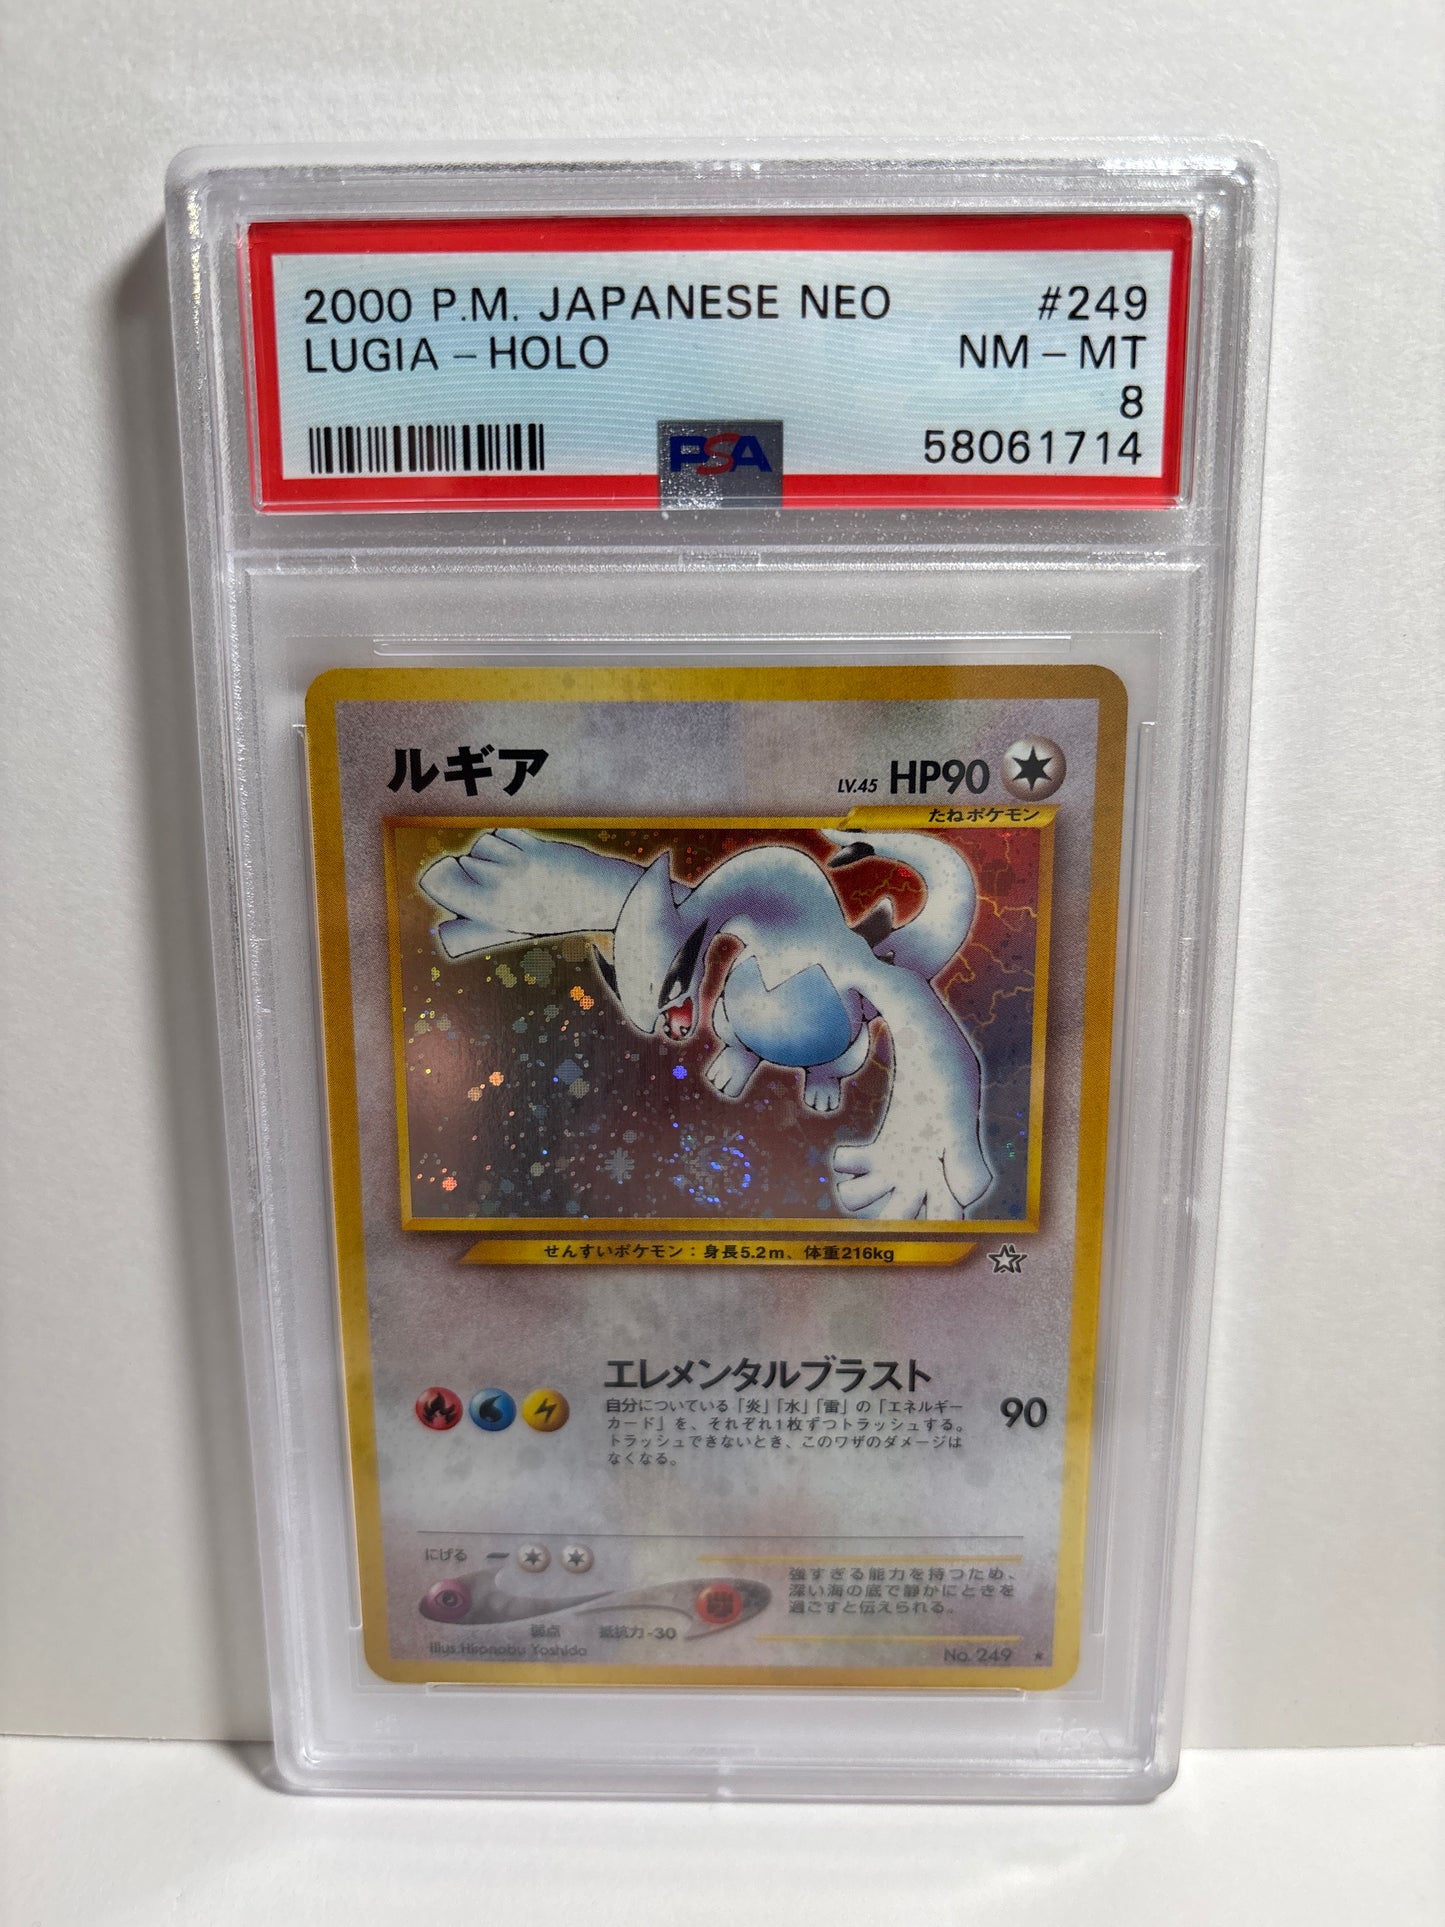 2000 P.M. JAPANESE NEO #249
LUGIA - HOLO NM - MT
8
PSA 58061714
ルギア LV.45 HP90
たねポケモン
せんすいポケモン：身長5.2m、体重216kg
エレメンタルブラスト
自分についている「炎」「水」「雷」の「エネルギー
カード」を、それぞれ1枚ずつトラッシュする。
トラッシュできないとき、このワザのダメージは
なくなる。
90
にげる
強すぎる能力を持つため、
深い海の底で静かにときを
過ごすと伝えられる。
弱点 抵抗力-30
Illus.Hironobu Yoshida No. 249
PSA